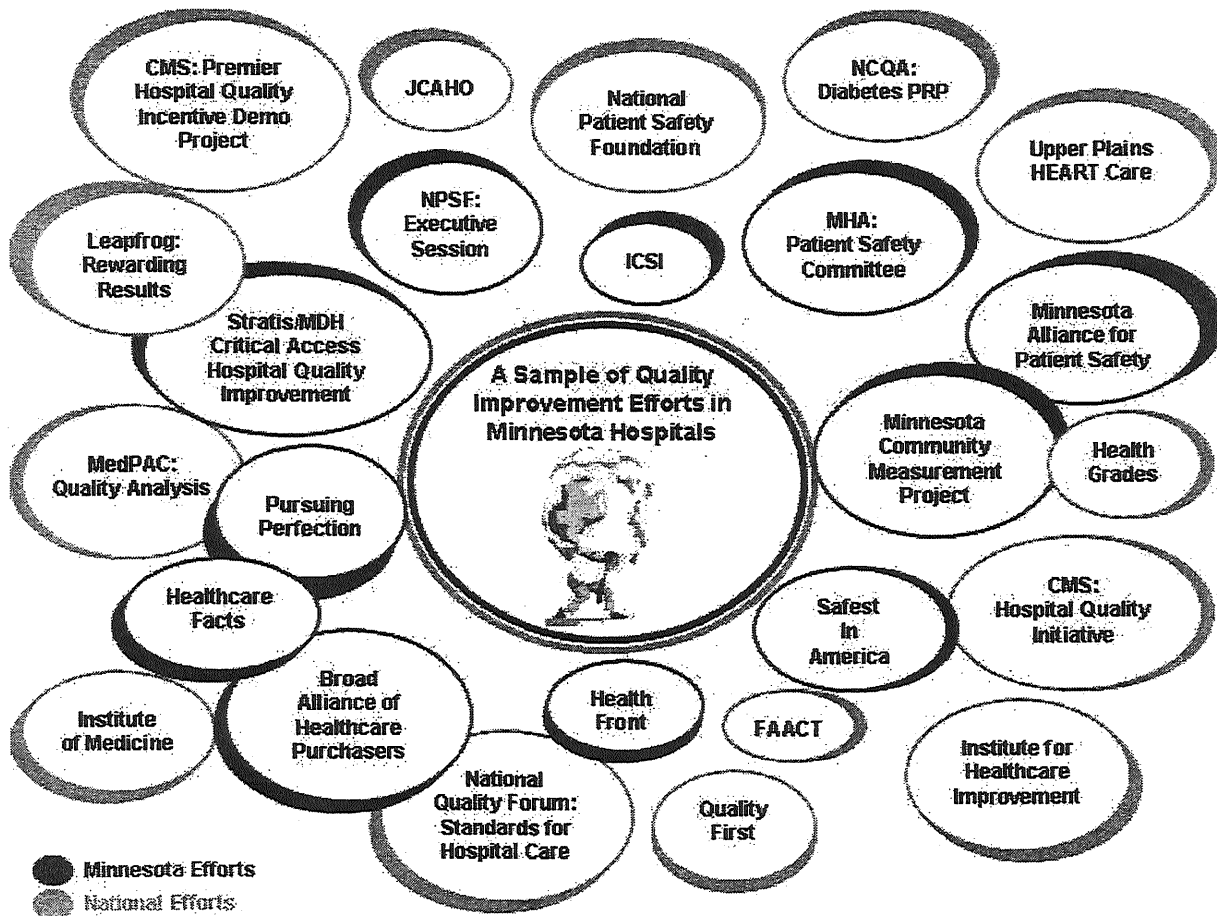 CMS: Premier
Hospital Quality
Incentive Demo
Project
JCAHO
National
Patient Safety
Foundation
NCQA:
Diabetes PRP
Upper Plains
HEART Care
Leapfrog:
Rewarding
Results
NPSF:
Executive
Session
ICSI
MHA:
Patient Safety
Committee
Minnesota
Alliance for
Patient Safety
Stratis/MDH
Critical Access
Hospital Quality
Improvement
A Sample of Quality
Improvement Efforts in
Minnesota Hospitals
Minnesota
Community
Measurement
Project
Health
Grades
MedPAC:
Quality Analysis
Pursuing
Perfection
Healthcare
Facts
Safest
In
America
CMS:
Hospital Quality
Initiative
Institute
of Medicine
Broad
Alliance of
Healthcare
Purchasers
Health
Front
FAACT
Institute for
Healthcare
Improvement
National
Quality Forum:
Standards for
Hospital Care
Quality
First
Minnesota Efforts
National Efforts